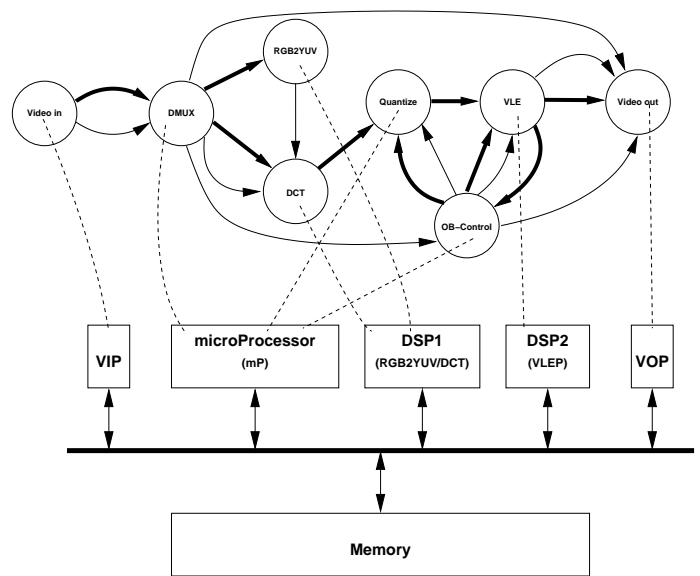 RGB2YUV
Video in
DMUX
Quantize
VLE
Video out
DCT
OB-Control
VIP
microProcessor
(mP)
DSP1
(RGB2YUV/DCT)
DSP2
(VLEP)
VOP
Memory